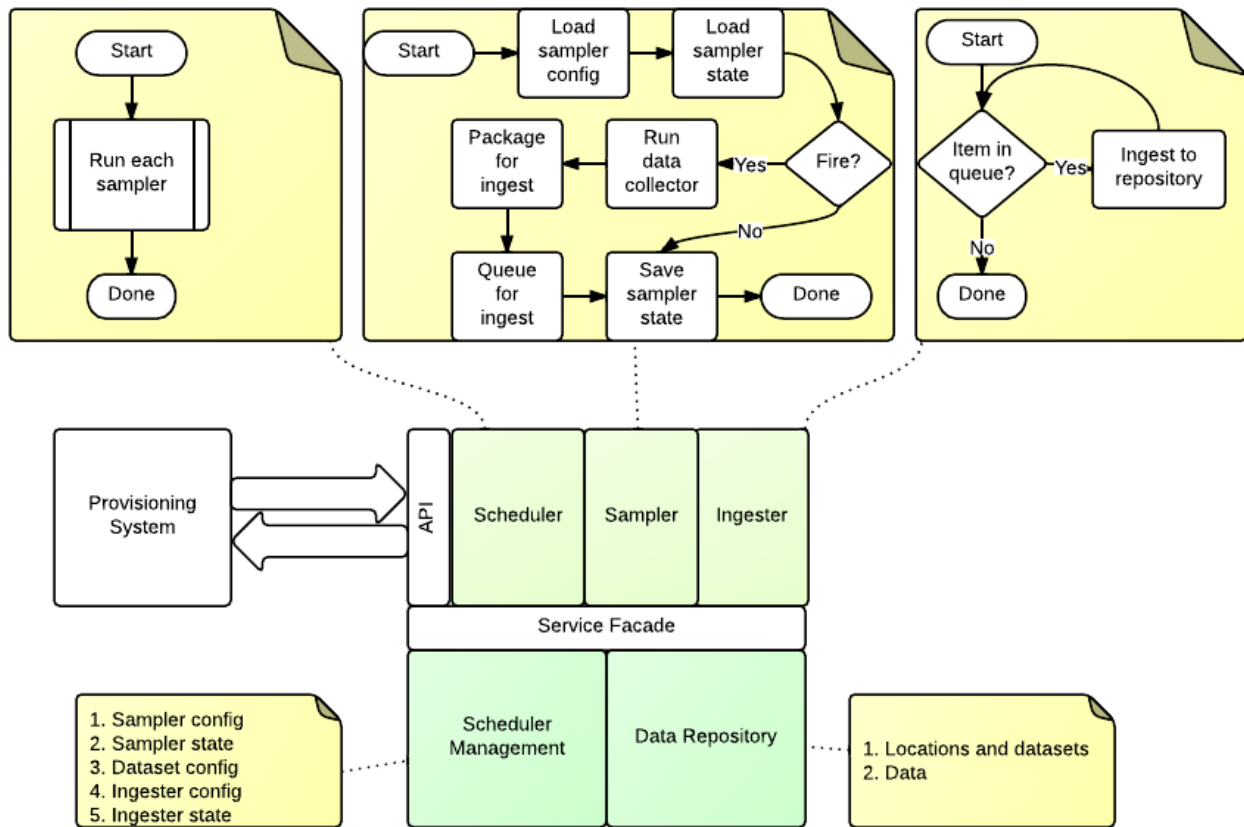 Start
Run each
sampler
Done
Start
Load
sampler
config
Load
sampler
state
Fire?
Yes
Run
data
collector
Package
for
ingest
No
Queue
for
ingest
Save
sampler
state
Done
Start
Item in
queue?
Yes
Ingest to
repository
No
Done
Provisioning
System
API
Scheduler
Sampler
Ingester
Service Facade
Scheduler
Management
Data Repository
1. Sampler config
2. Sampler state
3. Dataset config
4. Ingester config
5. Ingester state
1. Locations and datasets
2. Data